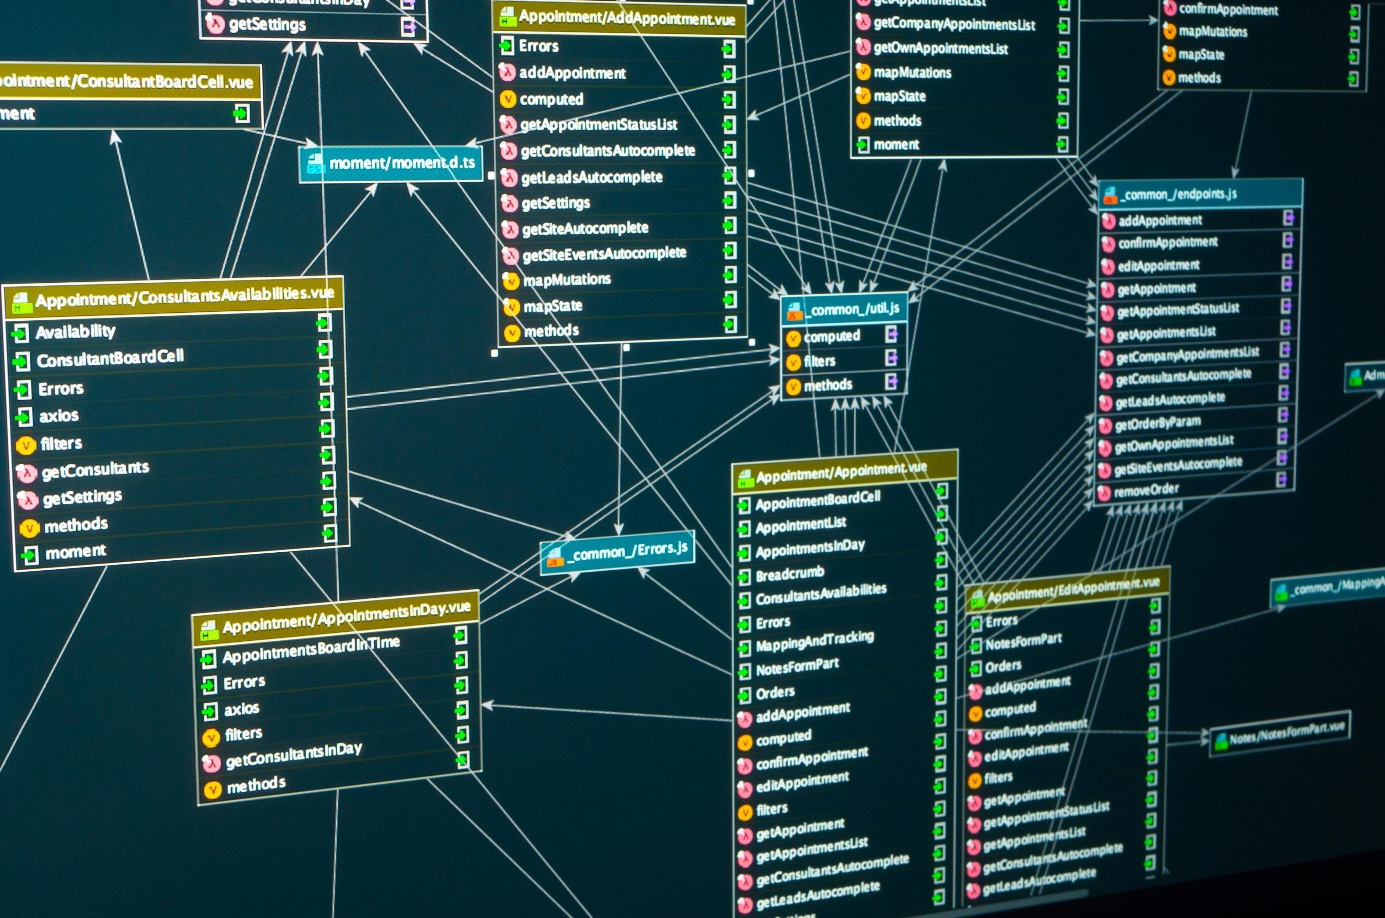 getSettings
ointment/ConsultantBoardCell.vue
ment
moment/moment.d.ts
Appointment/AddAppointment.vue
Errors
addAppointment
computed
getAppointmentStatusList
getConsultantsAutocomplete
getLeadsAutocomplete
getSettings
getSiteAutocomplete
getSiteEventsAutocomplete
mapMutations
mapState
methods
getCompanyAppointmentsList
getOwnAppointmentsList
mapMutations
mapState
methods
moment
confirmAppointment
mapMutations
mapState
methods
_common_/endpoints.js
addAppointment
confirmAppointment
editAppointment
getAppointment
getAppointmentStatusList
getAppointmentsList
getCompanyAppointmentsList
getConsultantsAutocomplete
getLeadsAutocomplete
getOrderByParam
getOwnAppointmentsList
getSiteEventsAutocomplete
removeOrder
Appointment/ConsultantsAvailabilities.vue
Availability
ConsultantBoardCell
Errors
axios
filters
getConsultants
getSettings
methods
moment
_common_/util.js
computed
filters
methods
Adm
_common_/Errors.js
Appointment/AppointmentsInDay.vue
AppointmentsBoardInTime
Errors
axios
filters
getConsultantsInDay
methods
Appointment/Appointment.vue
AppointmentBoardCell
AppointmentList
AppointmentsInDay
Breadcrumb
ConsultantsAvailabilities
Errors
MappingAndTracking
NotesFormPart
Orders
addAppointment
computed
confirmAppointment
editAppointment
filters
getAppointment
getAppointmentsList
getConsultantsAutocomplete
getLeadsAutocomplete
Appointment/EditAppointment.vue
Errors
NotesFormPart
Orders
addAppointment
computed
confirmAppointment
editAppointment
filters
getAppointment
getAppointmentStatusList
getAppointmentsList
getConsultantsAutocomplete
getLeadsAutocomplete
_common_/MappingA
Notes/NotesFormPart.vue